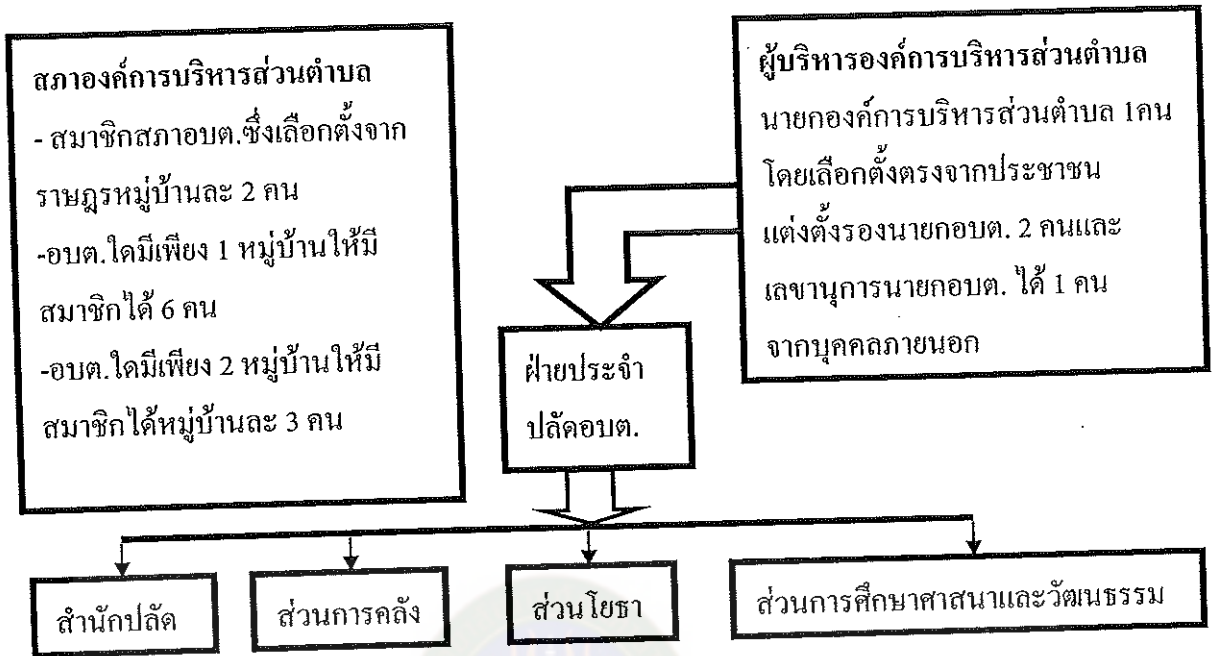 สภาองค์การบริหารส่วนตำบล
- สมาชิกสภาอบต.ซึ่งเลือกตั้งจาก
ราษฎรหมู่บ้านละ 2 คน
-อบต.ใดมีเพียง 1 หมู่บ้านให้มี
สมาชิกได้ 6 คน
-อบต.ใดมีเพียง 2 หมู่บ้านให้มี
สมาชิกได้หมู่บ้านละ 3 คน
ผู้บริหารองค์การบริหารส่วนตำบล
นายกองค์การบริหารส่วนตำบล 1คน
โดยเลือกตั้งตรงจากประชาชน
แต่งตั้งรองนายกอบต. 2 คนและ
เลขานุการนายกอบต. ได้ 1 คน
จากบุคคลภายนอก
ฝ่ายประจำ
ปลัดอบต.
สำนักปลัด
ส่วนการคลัง
ส่วนโยธา
ส่วนการศึกษาศาสนาและวัฒนธรรม